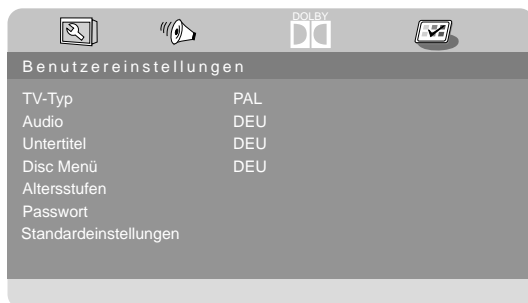 DOLBY
Benutzereinstellungen
TV-Typ PAL
Audio DEU
Untertitel DEU
Disc Menü DEU
Altersstufen
Passwort
Standardeinstellungen